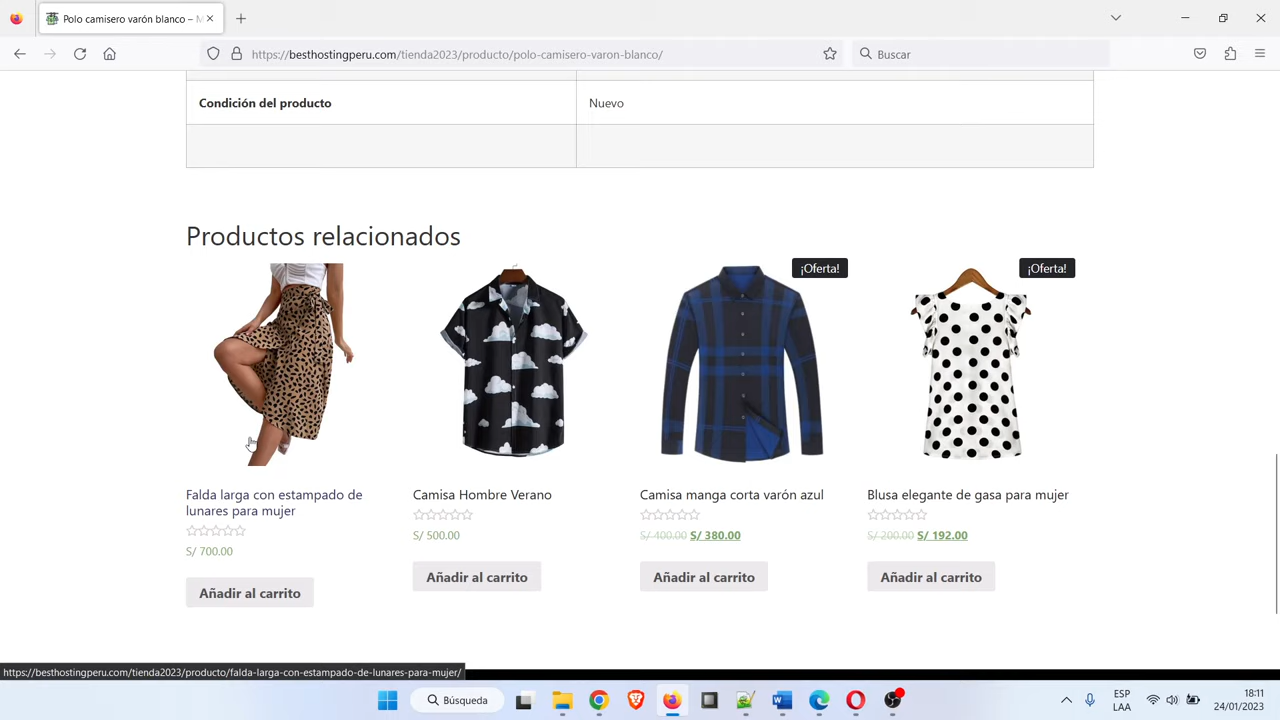 Polo camisero varón blanco – M
https://besthostingperu.com/tienda2023/producto/polo-camisero-varon-blanco/
Buscar
Condición del producto
Nuevo
Productos relacionados
¡Oferta!
¡Oferta!
Falda larga con estampado de
lunares para mujer
S/ 700.00
Añadir al carrito
Camisa Hombre Verano
S/ 500.00
Añadir al carrito
Camisa manga corta varón azul
S/ 400.00 S/ 380.00
Añadir al carrito
Blusa elegante de gasa para mujer
S/ 200.00 S/ 192.00
Añadir al carrito
https://besthostingperu.com/tienda2023/producto/falda-larga-con-estampado-de-lunares-para-mujer/
Búsqueda
ESP
LAA
18:11
24/01/2023